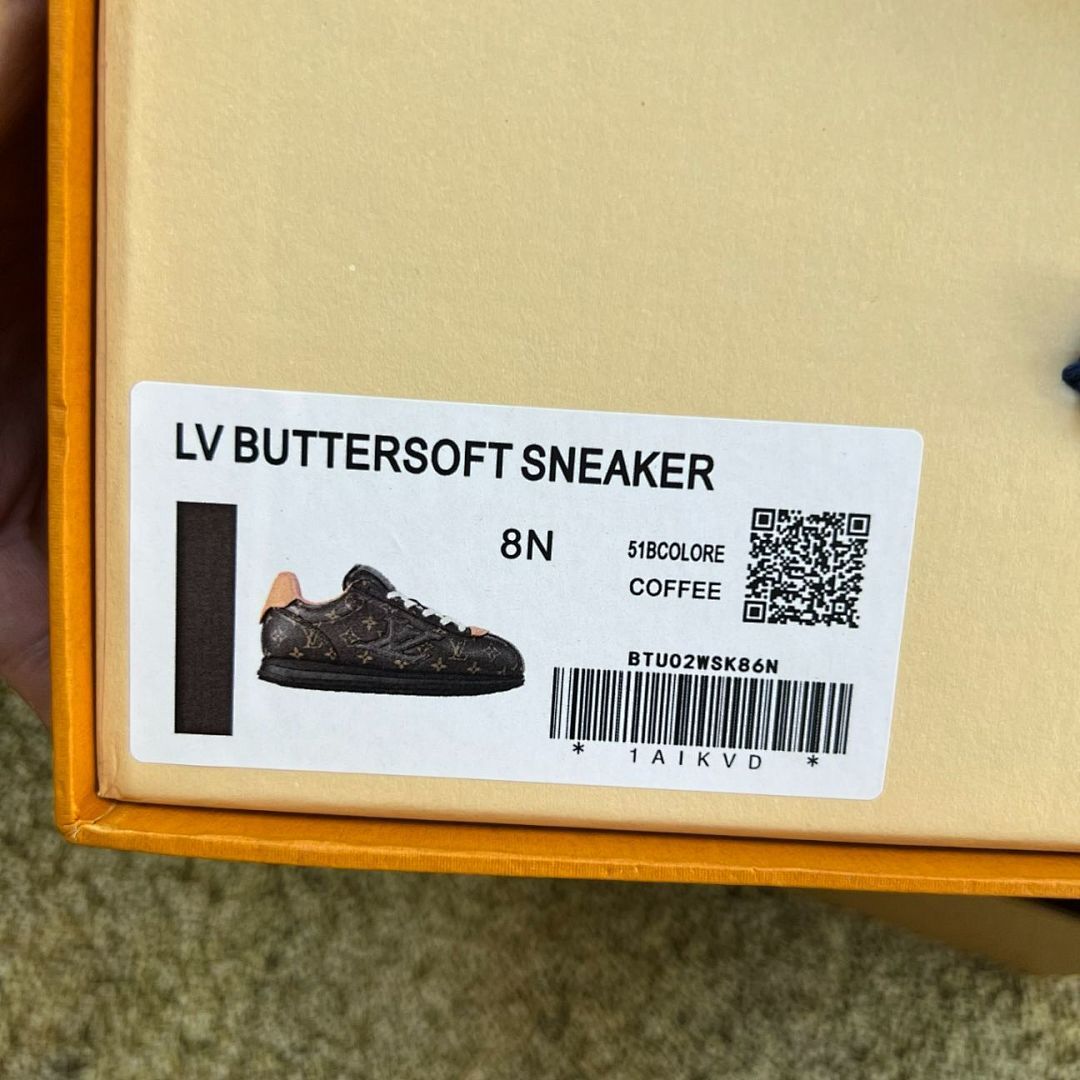 LV BUTTERSOFT SNEAKER
8N
51BCOLORE
COFFEE
BTU02WSK86N
* 1AIKVD *